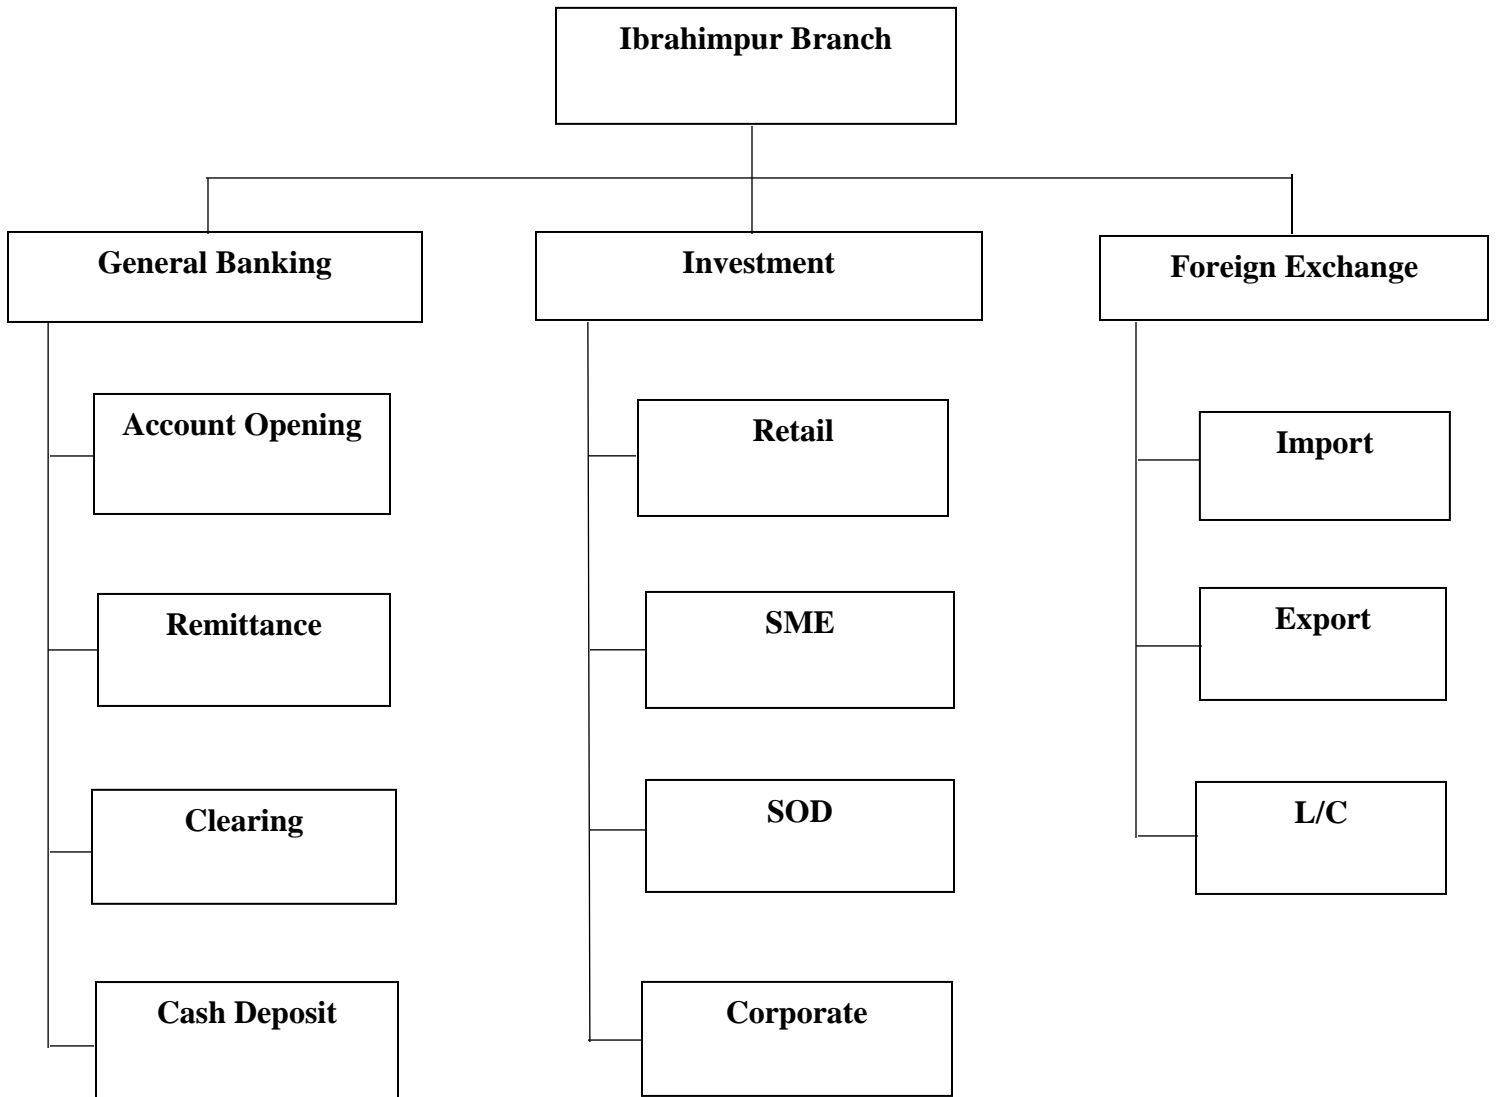 Ibrahimpur Branch
General Banking
Investment
Foreign Exchange
Account Opening
Retail
Import
Remittance
SME
Export
Clearing
SOD
L/C
Cash Deposit
Corporate